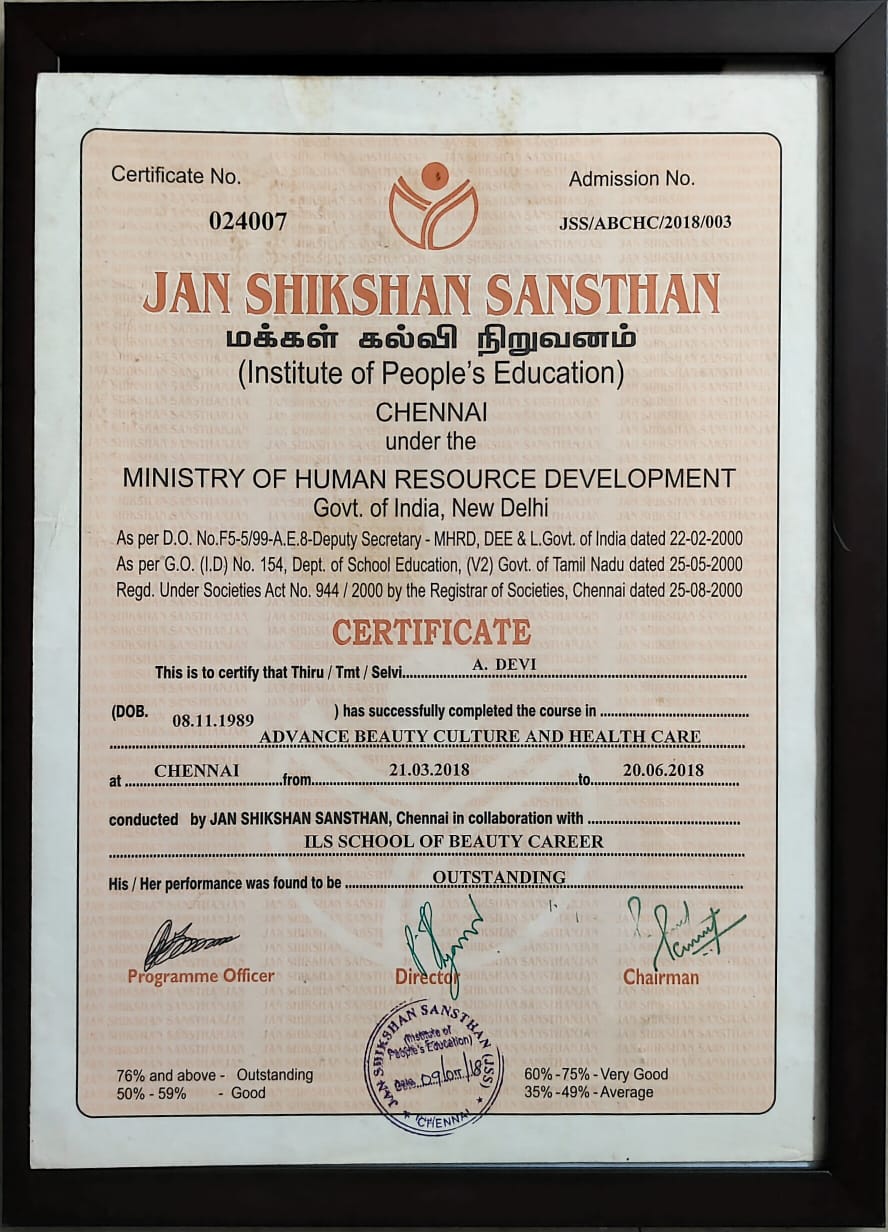 Certificate No.
Admission No.
024007
JSS/ABCHC/2018/003
JAN SHIKSHAN SANSTHAN
மக்கள் கல்வி நிறுவனம்
(Institute of People's Education)
CHENNAI
under the
MINISTRY OF HUMAN RESOURCE DEVELOPMENT
Govt. of India, New Delhi
As per D.O. No.F5-5/99-A.E.8-Deputy Secretary - MHRD, DEE & L.Govt. of India dated 22-02-2000
As per G.O. (I.D) No. 154, Dept. of School Education, (V2) Govt. of Tamil Nadu dated 25-05-2000
Regd. Under Societies Act No. 944 / 2000 by the Registrar of Societies, Chennai dated 25-08-2000
CERTIFICATE
This is to certify that Thiru / Tmt / Selvi. A. DEVI
(DOB. 08.11.1989 ) has successfully completed the course in
ADVANCE BEAUTY CULTURE AND HEALTH CARE
at CHENNAI from 21.03.2018 to 20.06.2018
conducted by JAN SHIKSHAN SANSTHAN, Chennai in collaboration with
ILS SCHOOL OF BEAUTY CAREER
His / Her performance was found to be OUTSTANDING
Programme Officer
Director
Chairman
JAN SHIKSHAN SANSTHAN (JSS)
(Institute of
People's Education)
Date
★ CHENNAI ★
76% and above - Outstanding
60% - 75% - Very Good
50% - 59% - Good
35% - 49% - Average